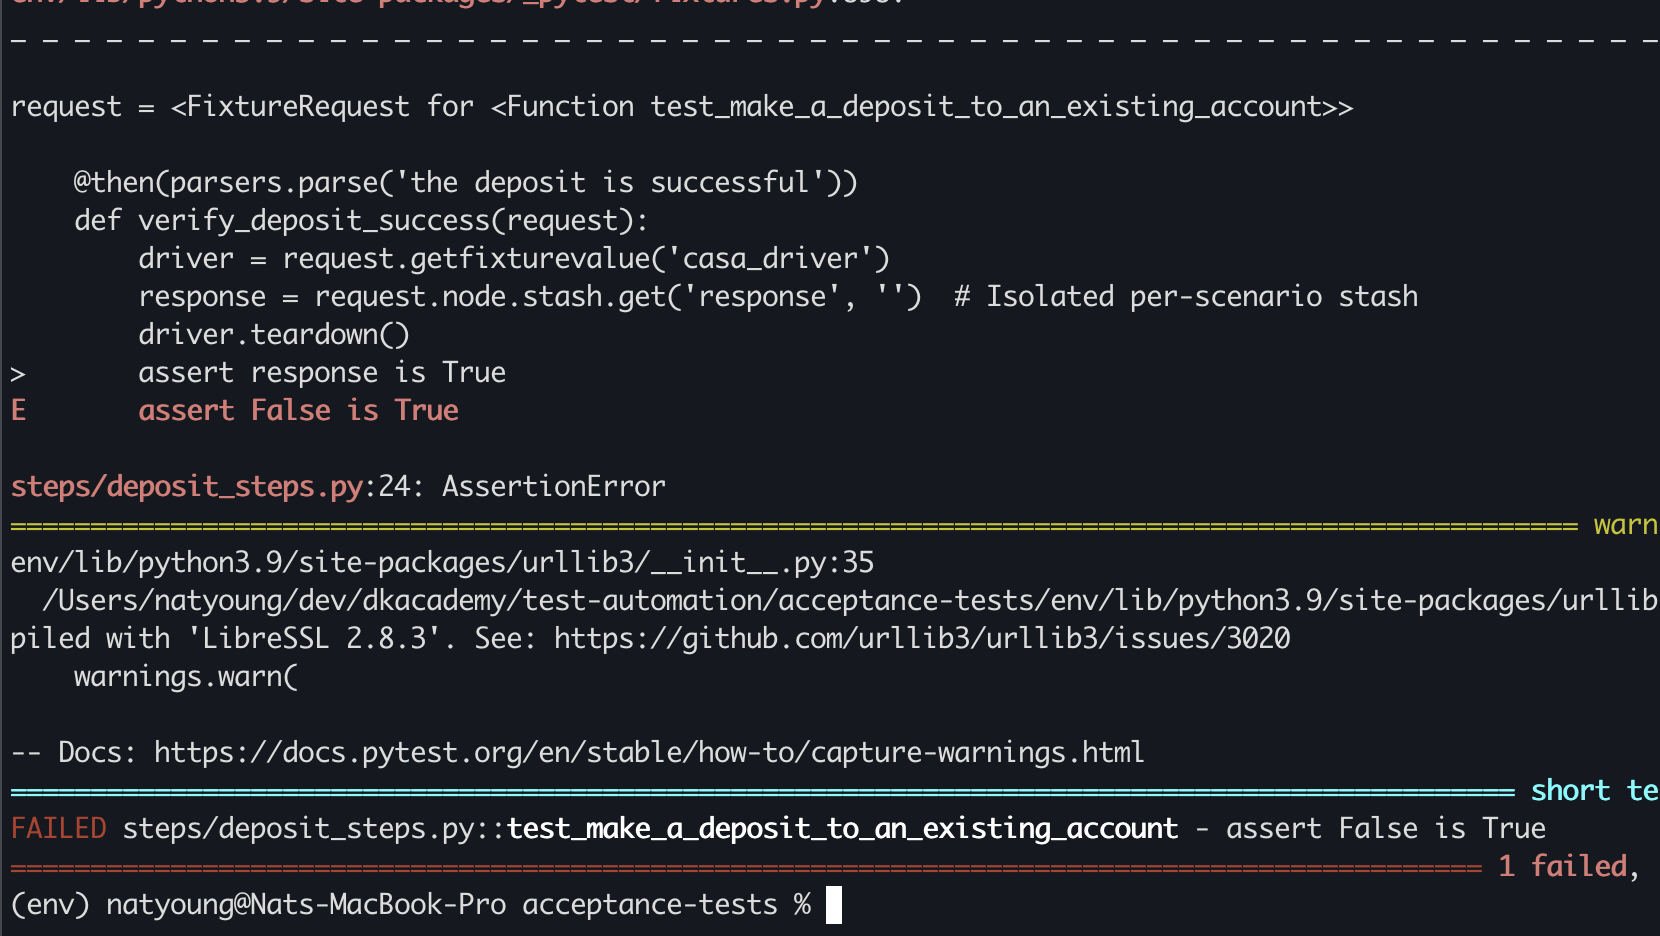 _ _ _ _ _ _ _ _ _ _ _ _ _ _ _ _ _ _ _ _ _ _ _ _ _ _ _ _ _ _ _ _ _ _ _ _ _ _ _ _ _ _ _ _ _ _ _ _ _ _ _ _
request = <FixtureRequest for <Function test_make_a_deposit_to_an_existing_account>>
    @then(parsers.parse('the deposit is successful'))
    def verify_deposit_success(request):
        driver = request.getfixturevalue('casa_driver')
        response = request.node.stash.get('response', '')  # Isolated per-scenario stash
        driver.teardown()
>       assert response is True
E       assert False is True
steps/deposit_steps.py:24: AssertionError
================================================================================================= warn
env/lib/python3.9/site-packages/urllib3/__init__.py:35
  /Users/natyoung/dev/dkacademy/test-automation/acceptance-tests/env/lib/python3.9/site-packages/urllib
piled with 'LibreSSL 2.8.3'. See: https://github.com/urllib3/urllib3/issues/3020
    warnings.warn(
-- Docs: https://docs.pytest.org/en/stable/how-to/capture-warnings.html
============================================================================================== short te
FAILED steps/deposit_steps.py::test_make_a_deposit_to_an_existing_account - assert False is True
============================================================================================ 1 failed,
(env) natyoung@Nats-MacBook-Pro acceptance-tests %